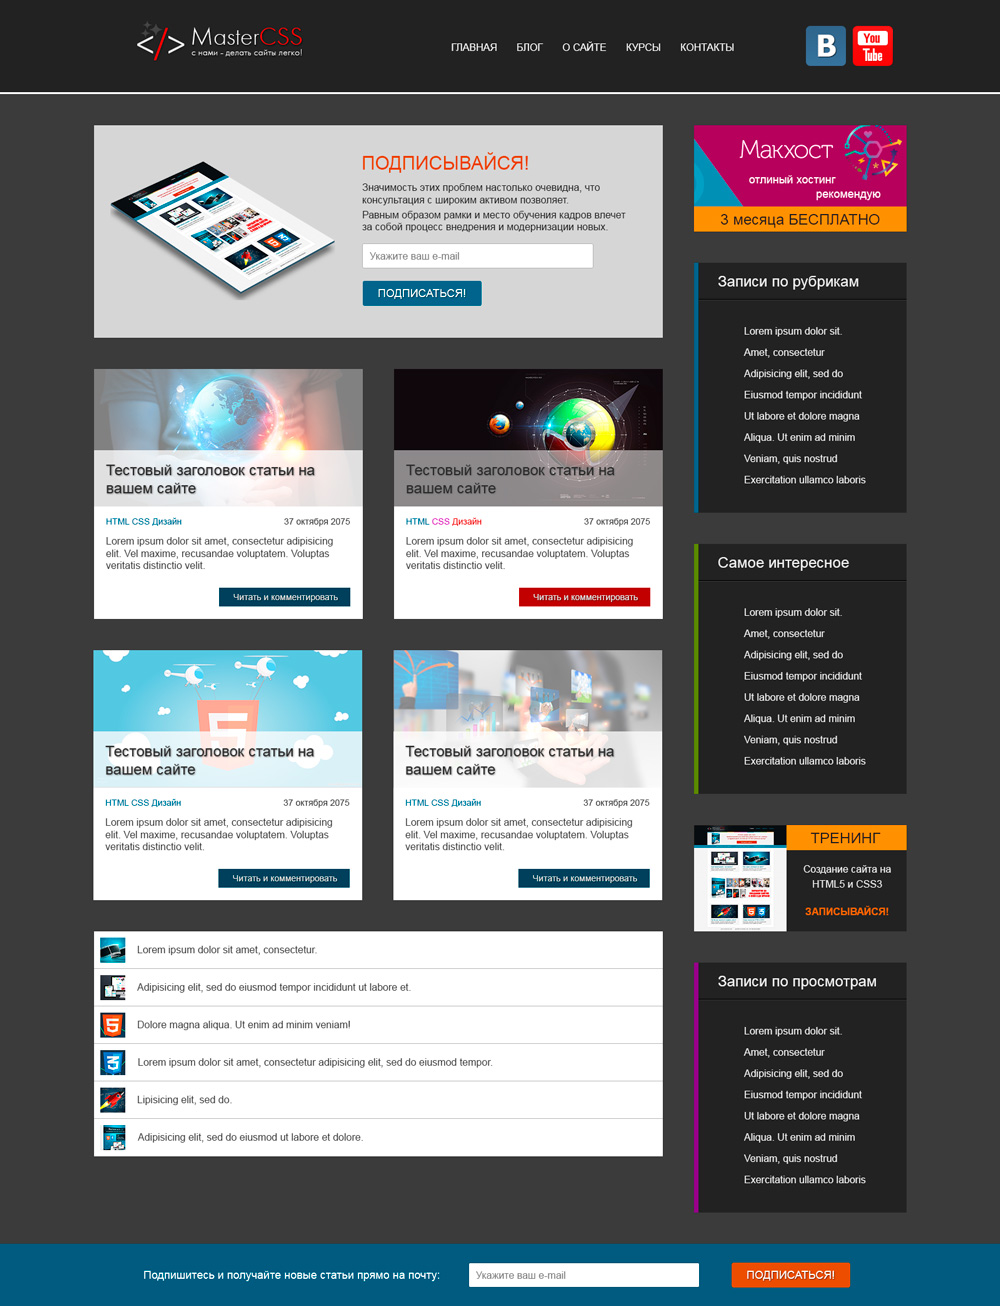 MasterCSS
с нами - делать сайты легко!
ГЛАВНАЯ БЛОГ О САЙТЕ КУРСЫ КОНТАКТЫ
B
You
Tube
ПОДПИСЫВАЙСЯ!
Значимость этих проблем настолько очевидна, что
консультация с широким активом позволяет.
Равным образом рамки и место обучения кадров влечет
за собой процесс внедрения и модернизации новых.
Укажите ваш e-mail
ПОДПИСАТЬСЯ!
Тестовый заголовок статьи на
вашем сайте
HTML CSS Дизайн 37 октября 2075
Lorem ipsum dolor sit amet, consectetur adipisicing
elit. Vel maxime, recusandae voluptatem. Voluptas
veritatis distinctio velit.
Читать и комментировать
Тестовый заголовок статьи на
вашем сайте
HTML CSS Дизайн 37 октября 2075
Lorem ipsum dolor sit amet, consectetur adipisicing
elit. Vel maxime, recusandae voluptatem. Voluptas
veritatis distinctio velit.
Читать и комментировать
5
Тестовый заголовок статьи на
вашем сайте
HTML CSS Дизайн 37 октября 2075
Lorem ipsum dolor sit amet, consectetur adipisicing
elit. Vel maxime, recusandae voluptatem. Voluptas
veritatis distinctio velit.
Читать и комментировать
Тестовый заголовок статьи на
вашем сайте
HTML CSS Дизайн 37 октября 2075
Lorem ipsum dolor sit amet, consectetur adipisicing
elit. Vel maxime, recusandae voluptatem. Voluptas
veritatis distinctio velit.
Читать и комментировать
Lorem ipsum dolor sit amet, consectetur.
Adipisicing elit, sed do eiusmod tempor incididunt ut labore et.
5
Dolore magna aliqua. Ut enim ad minim veniam!
3
Lorem ipsum dolor sit amet, consectetur adipisicing elit, sed do eiusmod tempor.
Lipisicing elit, sed do.
Adipisicing elit, sed do eiusmod ut labore et dolore.
Макхост
отлиный хостинг
рекомендую
3 месяца БЕСПЛАТНО
Записи по рубрикам
Lorem ipsum dolor sit.
Amet, consectetur
Adipisicing elit, sed do
Eiusmod tempor incididunt
Ut labore et dolore magna
Aliqua. Ut enim ad minim
Veniam, quis nostrud
Exercitation ullamco laboris
Самое интересное
Lorem ipsum dolor sit.
Amet, consectetur
Adipisicing elit, sed do
Eiusmod tempor incididunt
Ut labore et dolore magna
Aliqua. Ut enim ad minim
Veniam, quis nostrud
Exercitation ullamco laboris
ТРЕНИНГ
Создание сайта на
HTML5 и CSS3
ЗАПИСЫВАЙСЯ!
Записи по просмотрам
Lorem ipsum dolor sit.
Amet, consectetur
Adipisicing elit, sed do
Eiusmod tempor incididunt
Ut labore et dolore magna
Aliqua. Ut enim ad minim
Veniam, quis nostrud
Exercitation ullamco laboris
Подпишитесь и получайте новые статьи прямо на почту:
Укажите ваш e-mail
ПОДПИСАТЬСЯ!